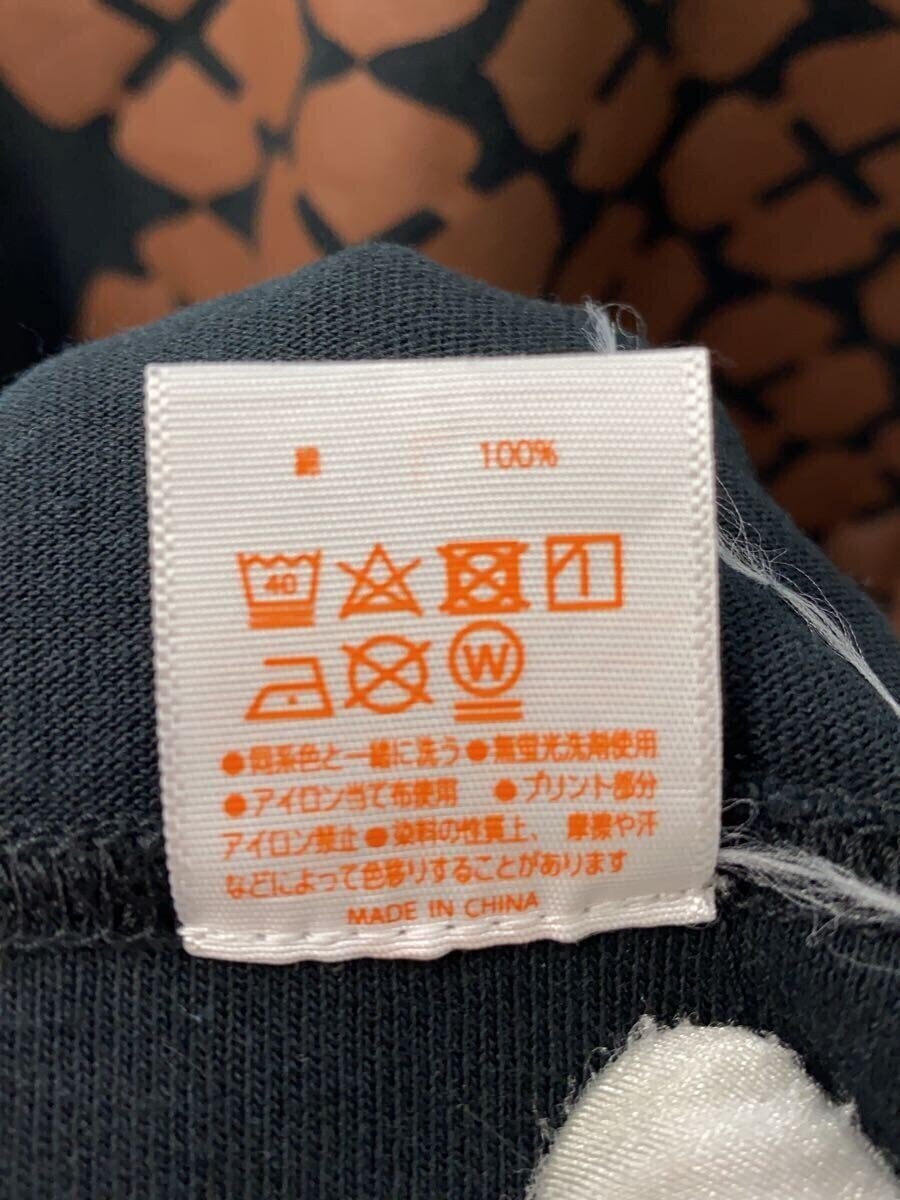 綿 100%
40
W
●同系色と一緒に洗う●無蛍光洗剤使用
●アイロン当て布使用 ●プリント部分
アイロン禁止●染料の性質上、摩擦や汗
などによって色移りすることがあります
MADE IN CHINA